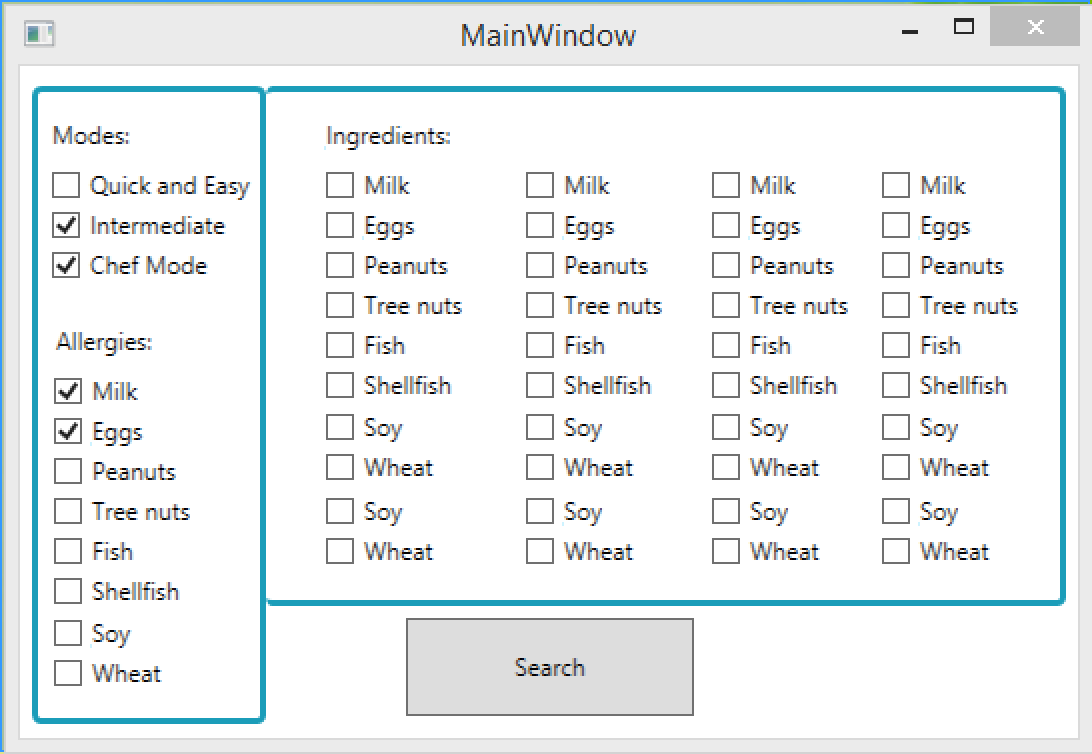 MainWindow
Modes:
Quick and Easy
Intermediate
Chef Mode
Allergies:
Milk
Eggs
Peanuts
Tree nuts
Fish
Shellfish
Soy
Wheat
Ingredients:
Milk Milk Milk Milk
Eggs Eggs Eggs Eggs
Peanuts Peanuts Peanuts Peanuts
Tree nuts Tree nuts Tree nuts Tree nuts
Fish Fish Fish Fish
Shellfish Shellfish Shellfish Shellfish
Soy Soy Soy Soy
Wheat Wheat Wheat Wheat
Soy Soy Soy Soy
Wheat Wheat Wheat Wheat
Search